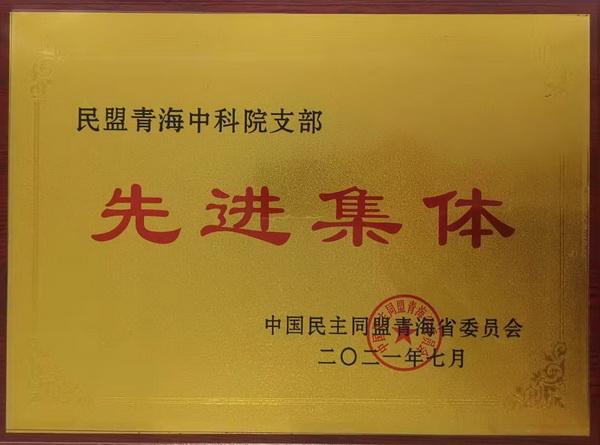 民盟青海中科院支部
先进集体
中国民主同盟青海省委员会
二〇二一年七月